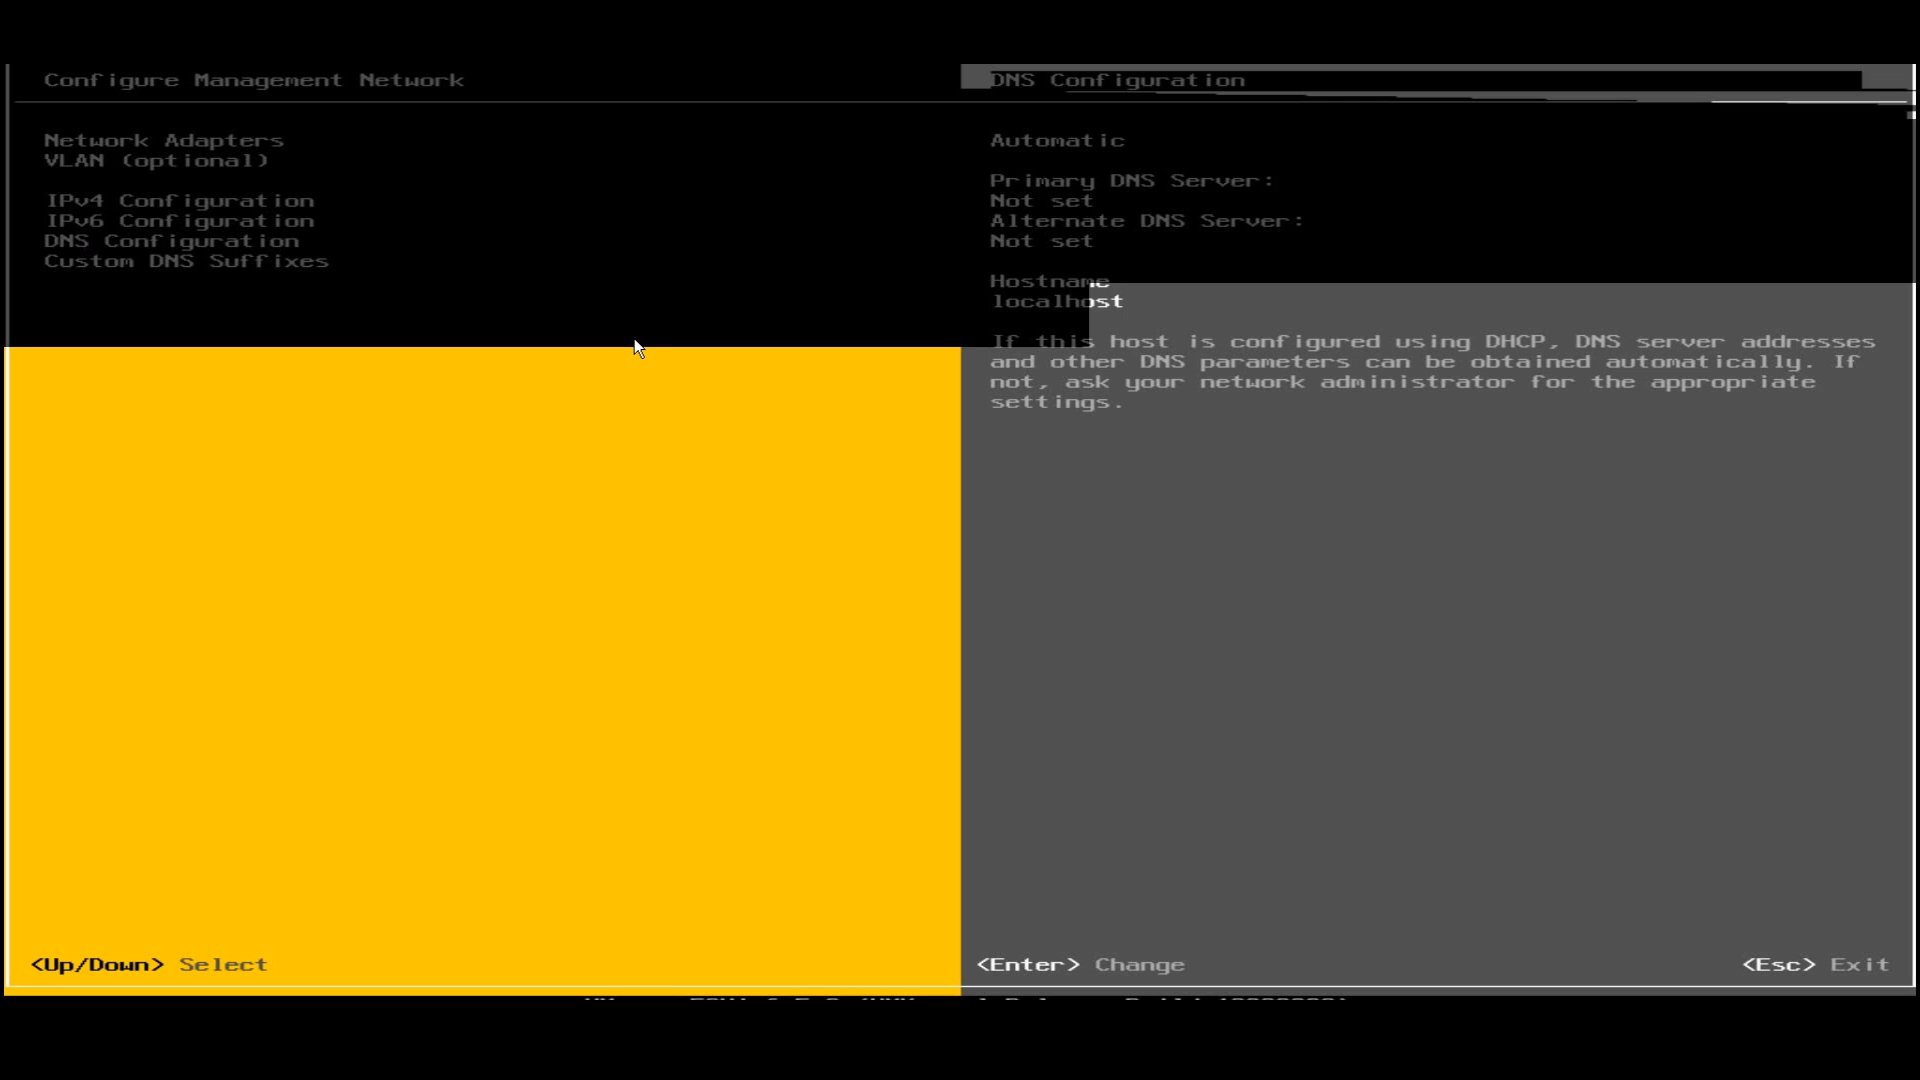 Configure Management Network
DNS Configuration
Network Adapters
VLAN (optional)
IPv4 Configuration
IPv6 Configuration
DNS Configuration
Custom DNS Suffixes
Automatic
Primary DNS Server:
Not set
Alternate DNS Server:
Not set
Hostname
localhost
If this host is configured using DHCP, DNS server addresses
and other DNS parameters can be obtained automatically. If
not, ask your network administrator for the appropriate
settings.
<Up/Down> Select
<Enter> Change
<Esc> Exit